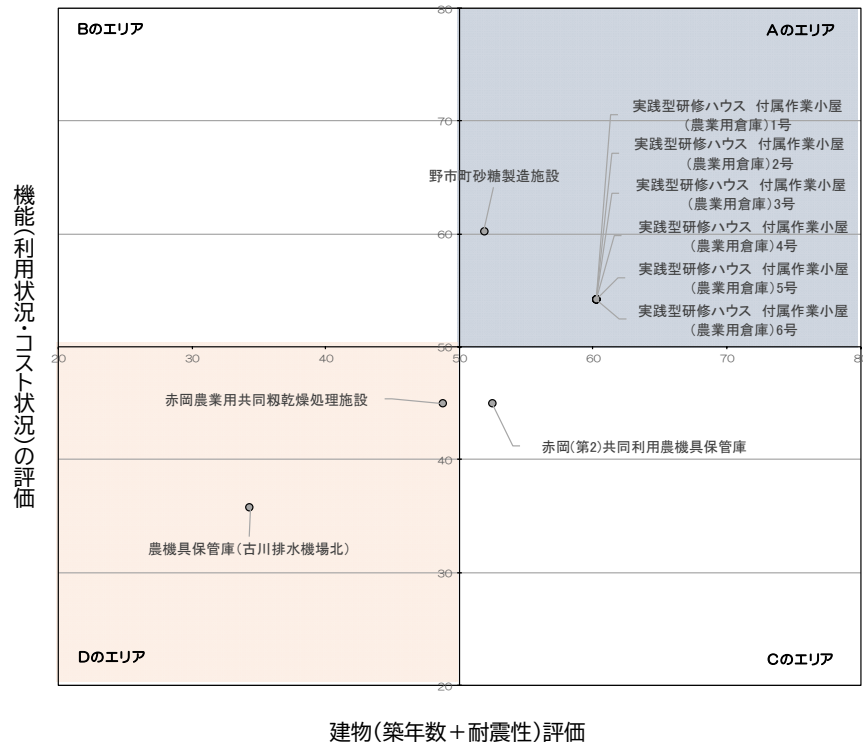 80
Bのエリア
Aのエリア
実践型研修ハウス 付属作業小屋
(農業用倉庫)1号
70
実践型研修ハウス 付属作業小屋
(農業用倉庫)2号
野市町砂糖製造施設
実践型研修ハウス 付属作業小屋
(農業用倉庫)3号
60
実践型研修ハウス 付属作業小屋
(農業用倉庫)4号
実践型研修ハウス 付属作業小屋
(農業用倉庫)5号
実践型研修ハウス 付属作業小屋
(農業用倉庫)6号
機能(利用状況・コスト状況)の評価
50
20 30 40 50 60 70 80
赤岡農業用共同籾乾燥処理施設
赤岡(第2)共同利用農機具保管庫
40
農機具保管庫(古川排水機場北)
30
Dのエリア
Cのエリア
20
建物(築年数+耐震性)評価